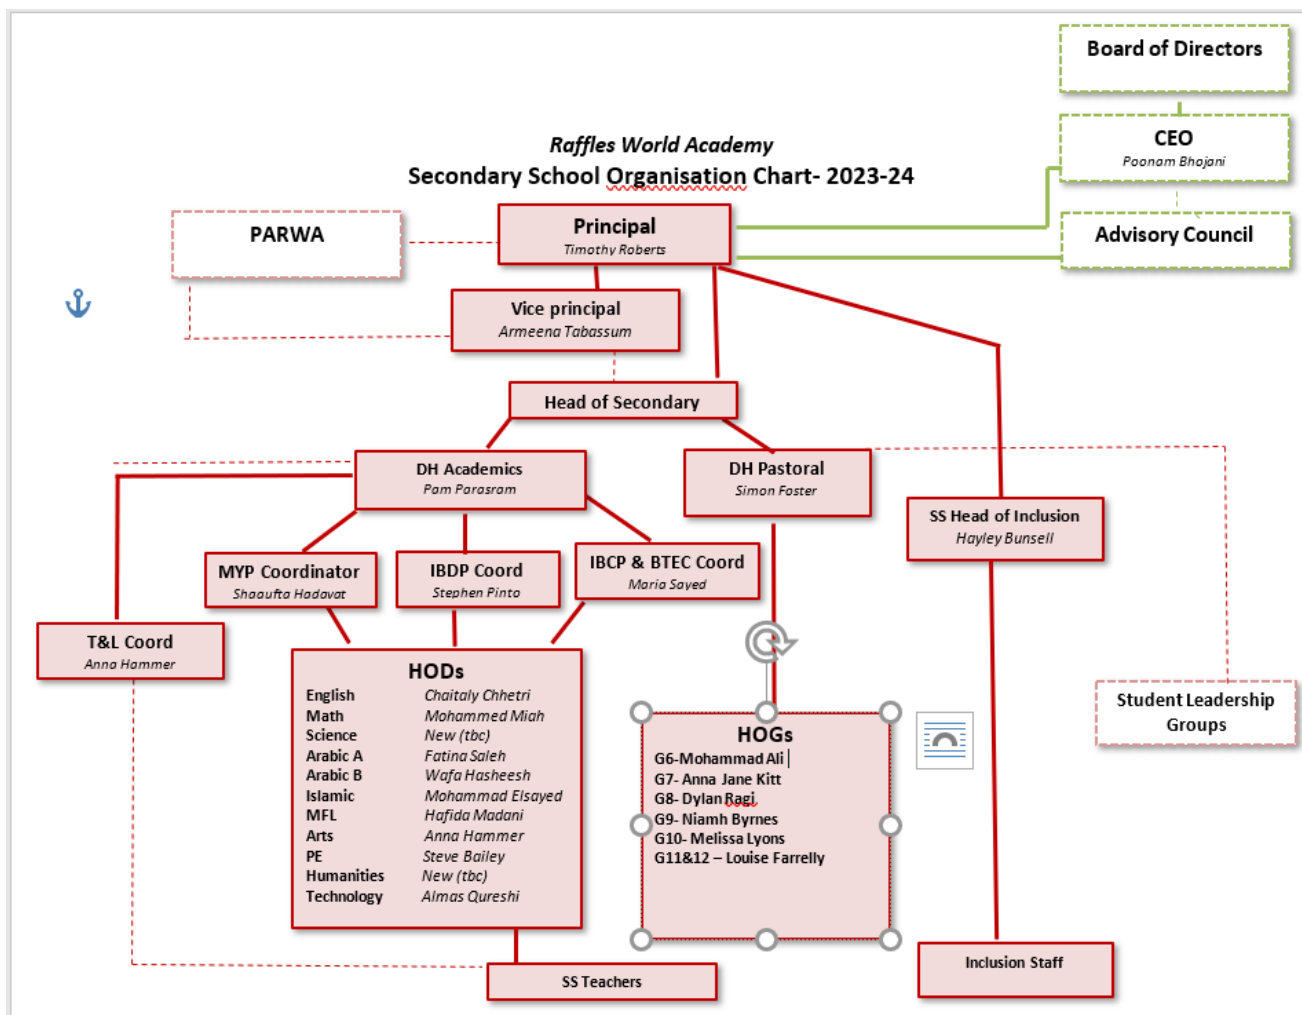 Board of Directors
CEO
Poonam Bhojani
Raffles World Academy
Secondary School Organisation Chart- 2023-24
Principal
Timothy Roberts
PARWA
Advisory Council
Vice principal
Armeena Tabassum
Head of Secondary
DH Academics
Pam Parasram
DH Pastoral
Simon Foster
SS Head of Inclusion
Hayley Bunsell
MYP Coordinator
Shaoufta Hadavat
IBDP Coord
Stephen Pinto
IBCP & BTEC Coord
Maria Sayed
T&L Coord
Anna Hammer
HODs
English Chaitaly Chhetri
Math Mohammed Miah
Science New (tbc)
Arabic A Fatina Saleh
Arabic B Wafa Hasheesh
Islamic Mohammad Elsayed
MFL Hafida Madani
Arts Anna Hammer
PE Steve Bailey
Humanities New (tbc)
Technology Almas Qureshi
HOGs
G6-Mohammad Ali
G7- Anna Jane Kitt
G8- Dylan Ragi
G9- Niamh Byrnes
G10- Melissa Lyons
G11&12 – Louise Farrelly
Student Leadership
Groups
Inclusion Staff
SS Teachers